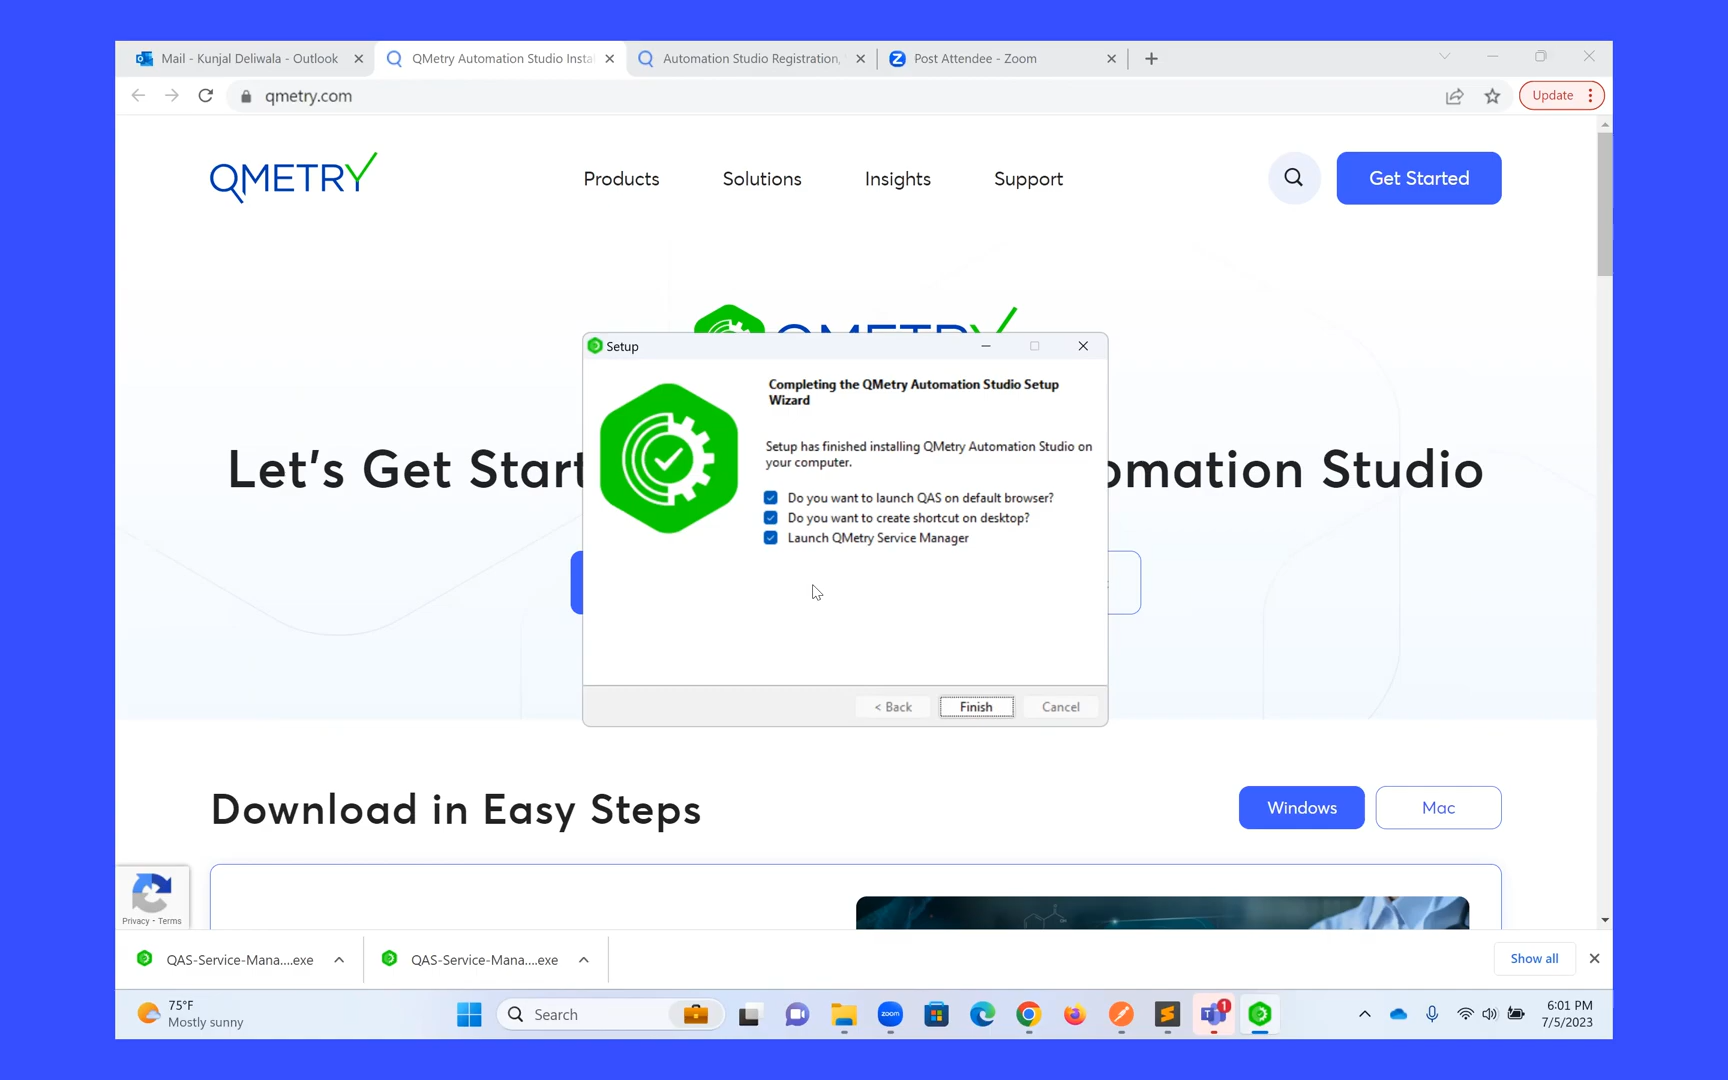 Mail - Kunjal Deliwala - Outlook
QMetry Automation Studio Insta
Automation Studio Registration,
Post Attendee - Zoom
qmetry.com
Update
QMETRY
Products
Solutions
Insights
Support
Get Started
Setup
Completing the QMetry Automation Studio Setup
Wizard
Setup has finished installing QMetry Automation Studio on
your computer.
Do you want to launch QAS on default browser?
Do you want to create shortcut on desktop?
Launch QMetry Service Manager
< Back
Finish
Cancel
Let's Get Start
omation Studio
Download in Easy Steps
Windows
Mac
Privacy - Terms
QAS-Service-Mana....exe
QAS-Service-Mana....exe
Show all
75°F
Mostly sunny
Search
zoom
1
6:01 PM
7/5/2023